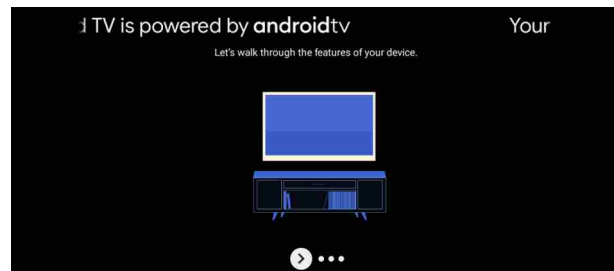 d TV is powered by androidtv Your
Let's walk through the features of your device.